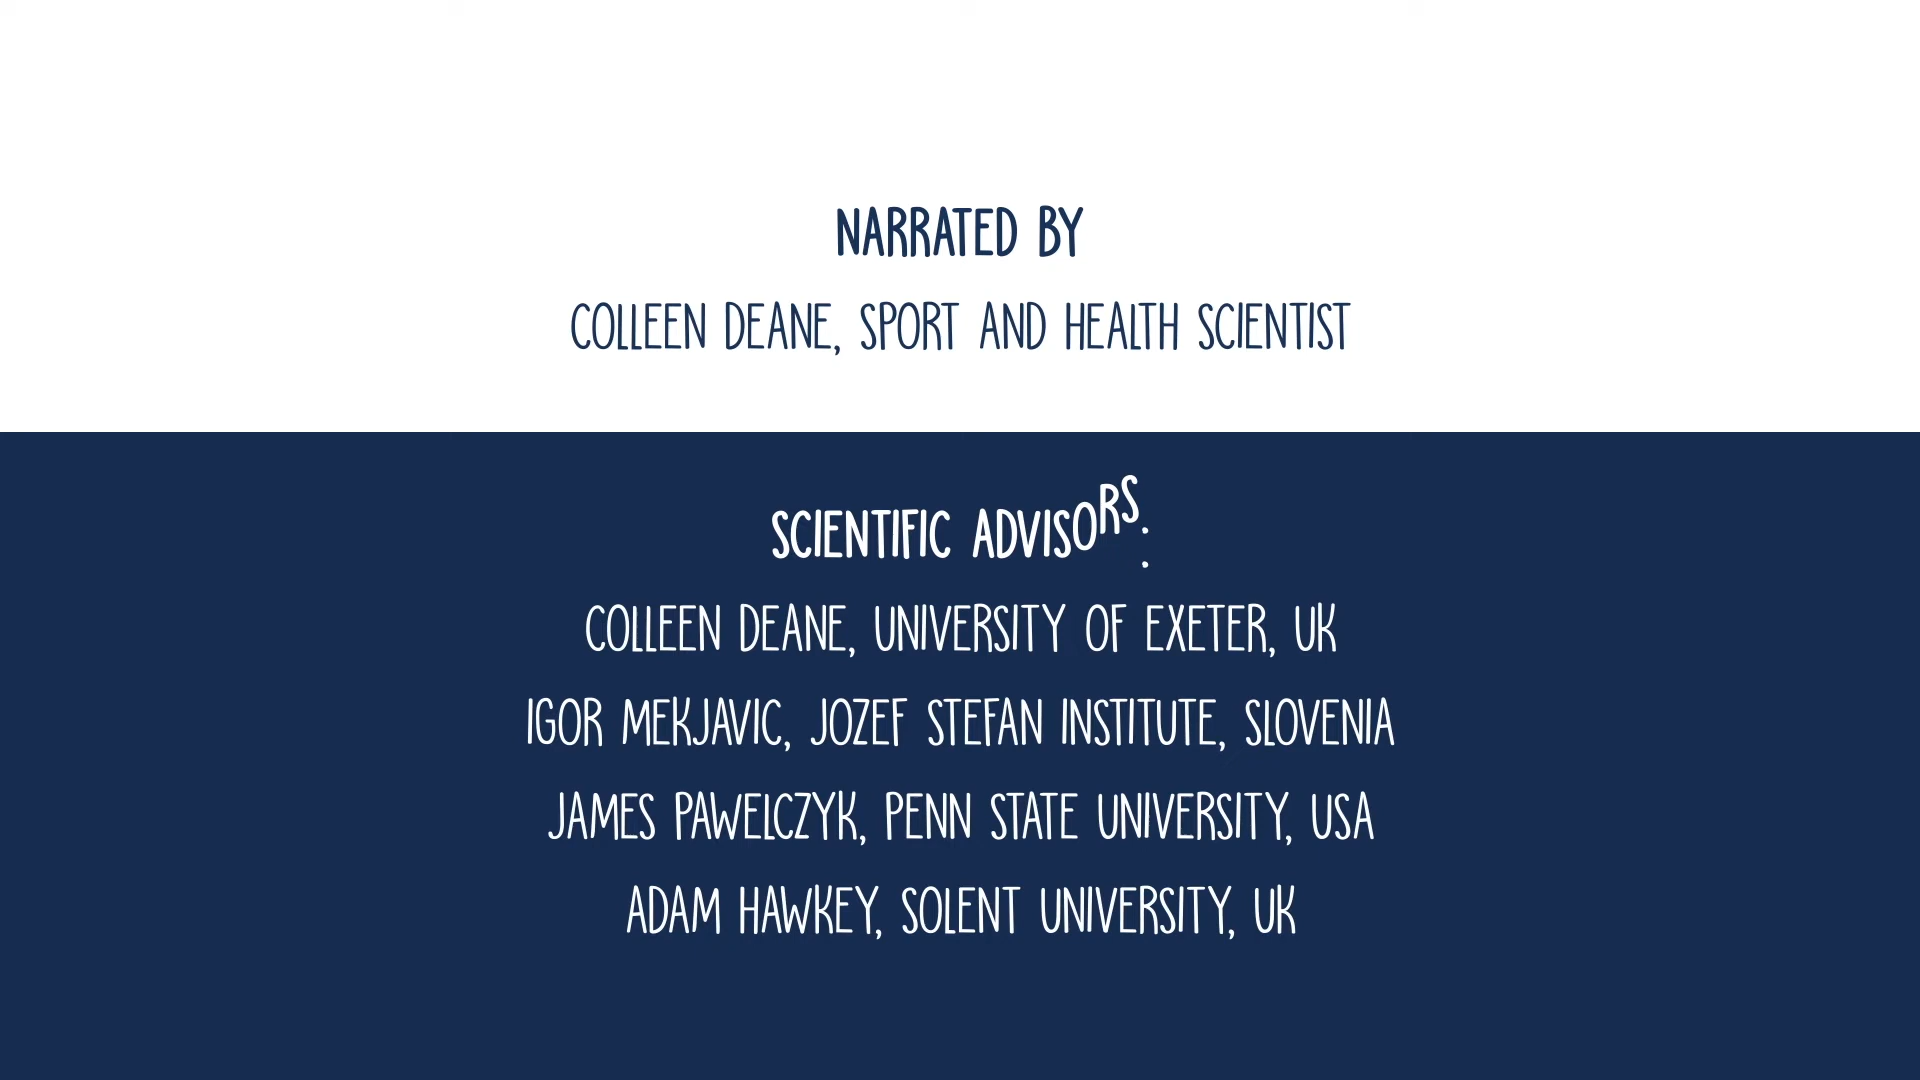 NARRATED BY
COLLEEN DEANE, SPORT AND HEALTH SCIENTIST
SCIENTIFIC ADVISORS:
COLLEEN DEANE, UNIVERSITY OF EXETER, UK
IGOR MEKJAVIC, JOZEF STEFAN INSTITUTE, SLOVENIA
JAMES PAWELCZYK, PENN STATE UNIVERSITY, USA
ADAM HAWKEY, SOLENT UNIVERSITY, UK